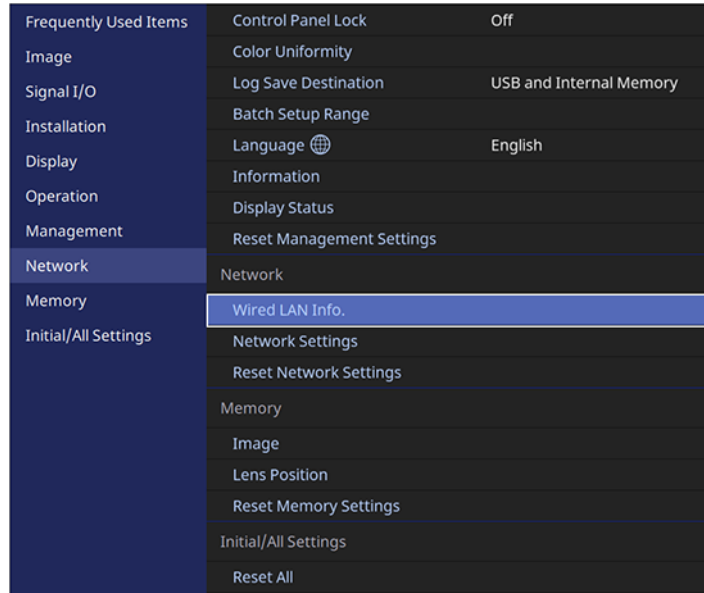 Frequently Used Items
Image
Signal I/O
Installation
Display
Operation
Management
Network
Memory
Initial/All Settings
Control Panel Lock Off
Color Uniformity
Log Save Destination USB and Internal Memory
Batch Setup Range
Language English
Information
Display Status
Reset Management Settings
Network
Wired LAN Info.
Network Settings
Reset Network Settings
Memory
Image
Lens Position
Reset Memory Settings
Initial/All Settings
Reset All